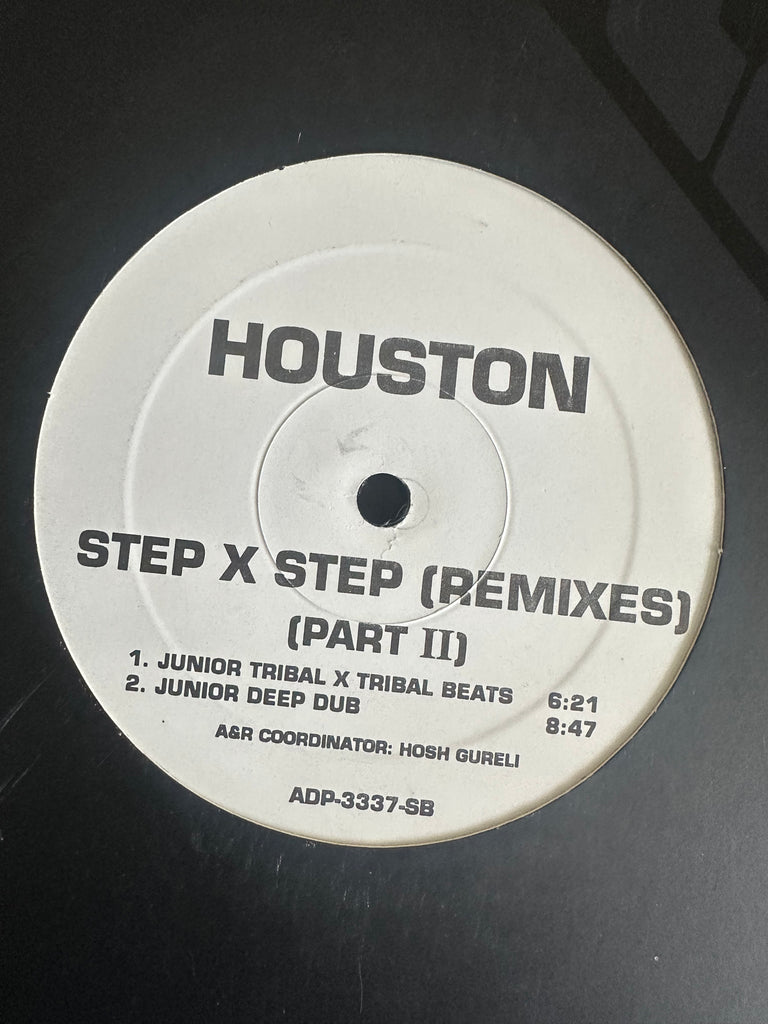 HOUSTON
STEP X STEP (REMIXES)
(PART II)
1. JUNIOR TRIBAL X TRIBAL BEATS 6:21
2. JUNIOR DEEP DUB 8:47
A&R COORDINATOR: HOSH GURELI
ADP-3337-SB